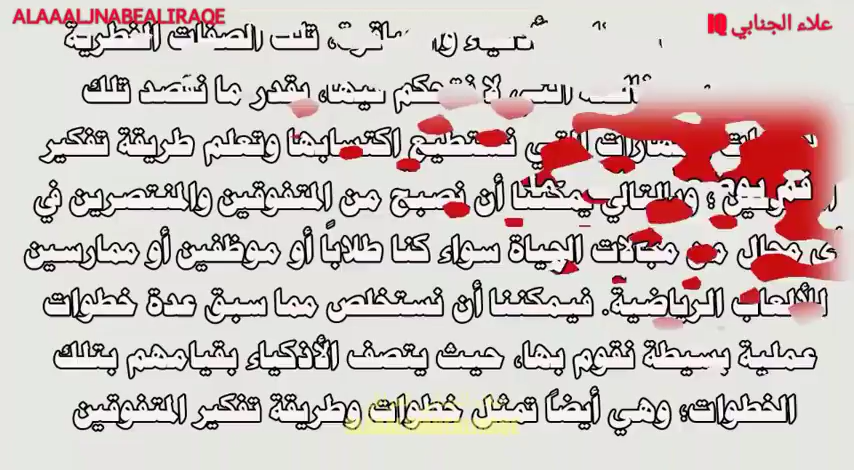 ALAAALJNABEALIRAQE
علاء الجنابي IQ
تلك الصفات الفطرية
التي لا نتحكم فيها، بقدر ما نقصد تلك
التي نستطيع اكتسابها وتعلم طريقة تفكير
وبالتالي يمكننا أن نصبح من المتفوقين والمنتصرين في
أي مجال من مجالات الحياة سواء كنا طلاباً أو موظفين أو ممارسين
للألعاب الرياضية. فيمكننا أن نستخلص مما سبق عدة خطوات
عملية بسيطة نقوم بها، حيث يتصف الأذكياء بقيامهم بتلك
الخطوات؛ وهي أيضاً تمثل خطوات وطريقة تفكير المتفوقين